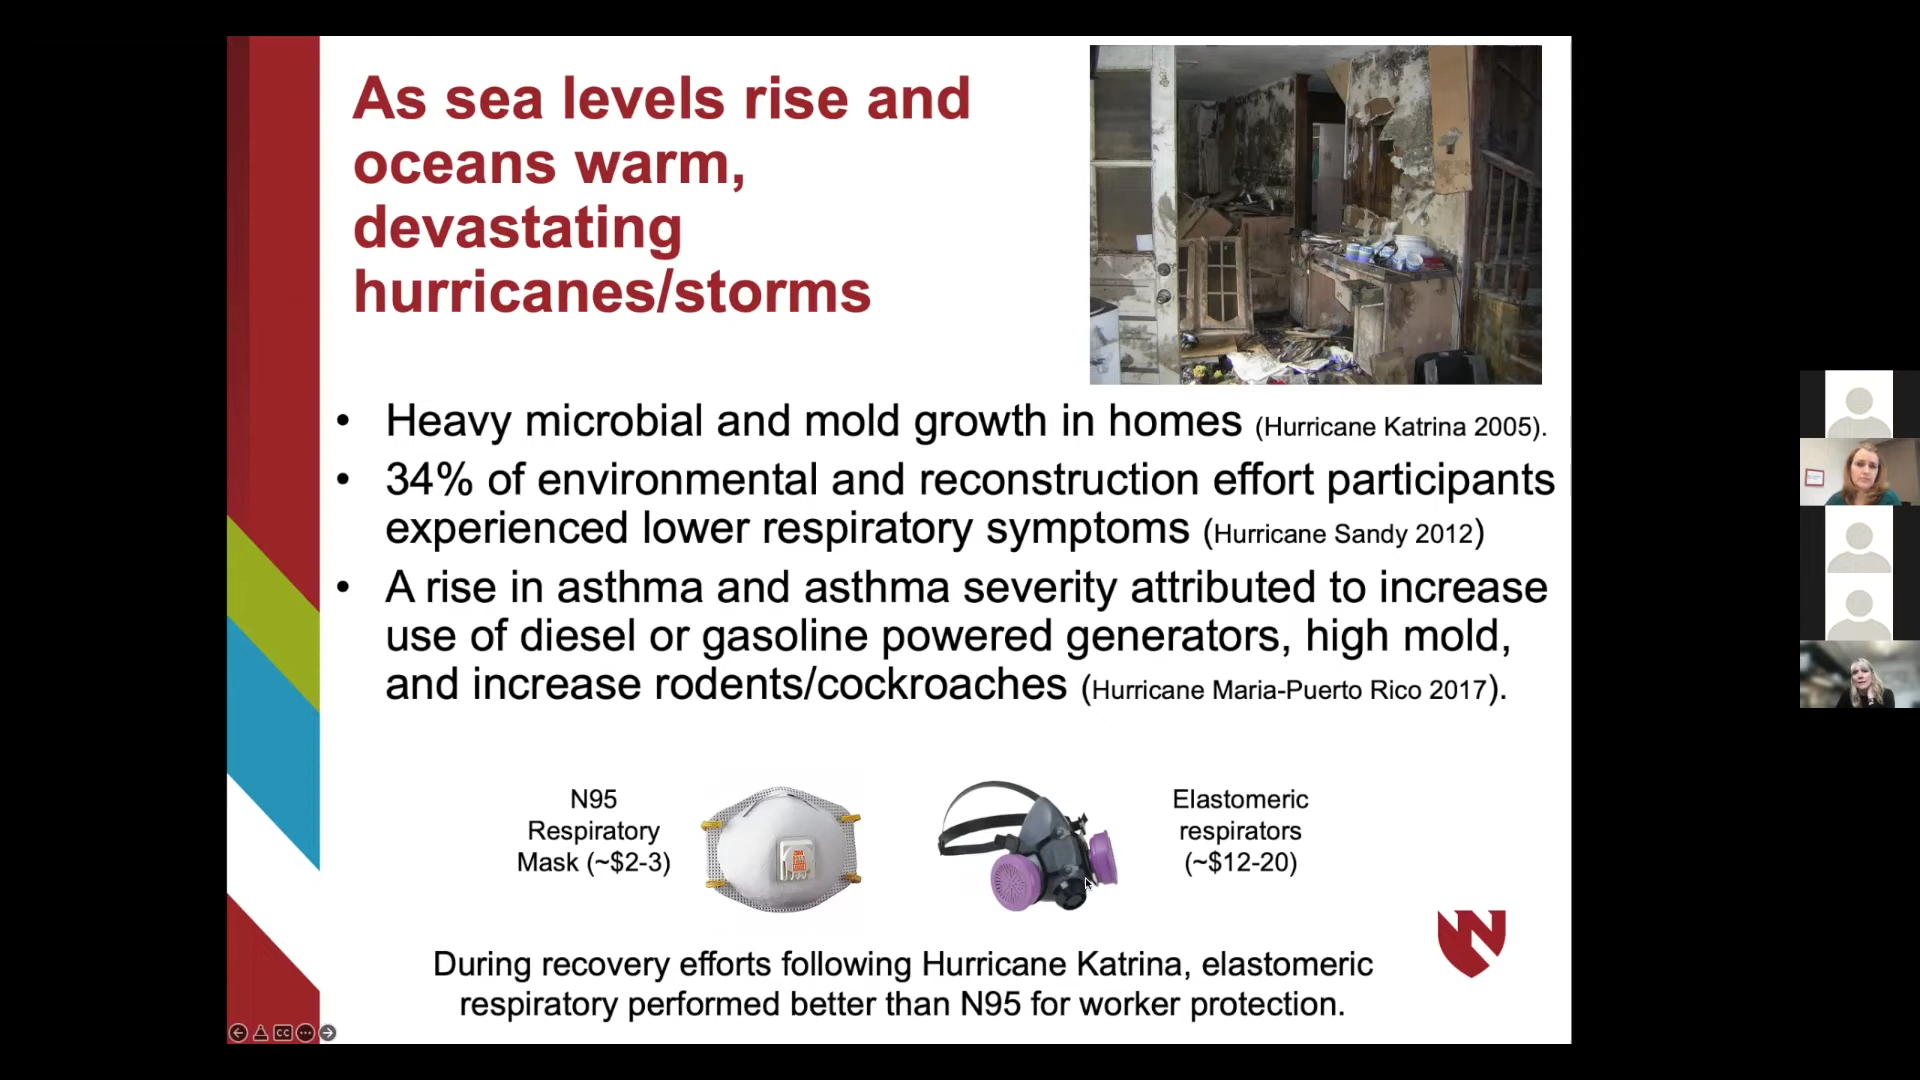 As sea levels rise and
oceans warm,
devastating
hurricanes/storms
• Heavy microbial and mold growth in homes (Hurricane Katrina 2005).
• 34% of environmental and reconstruction effort participants
experienced lower respiratory symptoms (Hurricane Sandy 2012)
• A rise in asthma and asthma severity attributed to increase
use of diesel or gasoline powered generators, high mold,
and increase rodents/cockroaches (Hurricane Maria-Puerto Rico 2017).
N95
Respiratory
Mask (~$2-3)
Elastomeric
respirators
(~$12-20)
During recovery efforts following Hurricane Katrina, elastomeric
respiratory performed better than N95 for worker protection.
N
CC